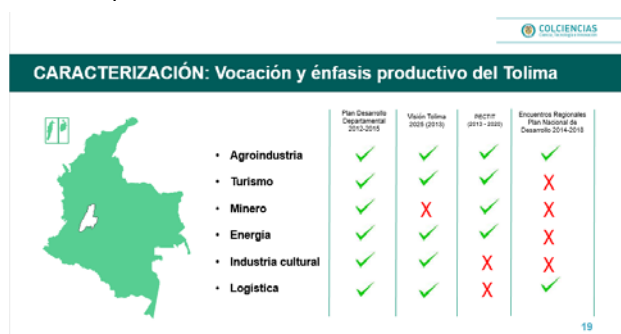 COLCIENCIAS
CARACTERIZACIÓN: Vocación y énfasis productivo del Tolima
Plan Desarrollo
Departamental
2012-2015
Visión Tolima
2025 (2013)
PECTIT
(2013 - 2020)
Encuentros Regionales
Plan Nacional de
Desarrollo 2014-2018
• Agroindustria
• Turismo
• Minero
• Energía
• Industria cultural
• Logística
19